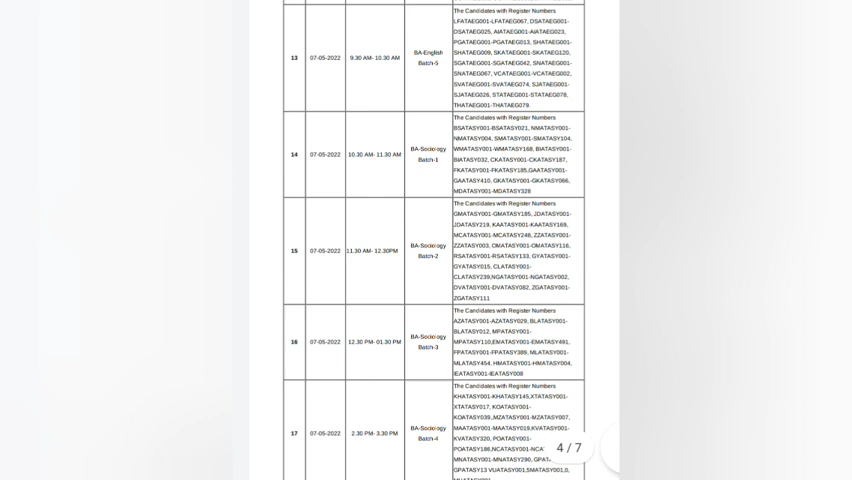 The Candidates with Register Numbers
LFATAEG001-LFATAEG067, DSATAEG001-
DSATAEG025, AIATAEG001-AIATAEG023,
PGATAEG001-PGATAEG013, SHATAEG001-
13 07-05-2022 9.30 AM- 10.30 AM BA-English Batch-5 SHATAEG009, SKATAEG001-SKATAEG120,
SGATAEG001-SGATAEG042, SNATAEG001-
SNATAEG067, VCATAEG001-VCATAEG002,
SVATAEG001-SVATAEG074, SJATAEG001-
SJATAEG026, STATAEG001-STATAEG078,
THATAEG001-THATAEG079.
The Candidates with Register Numbers
BSATASY001-BSATASY021, NMATASY001-
NMATASY004, SMATASY001-SMATASY104,
14 07-05-2022 10.30 AM- 11.30 AM BA-Sociology Batch-1 WMATASY001-WMATASY168, BIATASY001-
BIATASY032, CKATASY001-CKATASY187,
FKATASY001-FKATASY185,GAATASY001-
GAATASY410, GKATASY001-GKATASY066,
MDATASY001-MDATASY328
The Candidates with Register Numbers
GMATASY001-GMATASY185, JDATASY001-
JDATASY219, KAATASY001-KAATASY169,
MCATASY001-MCATASY248, ZZATASY001-
15 07-05-2022 11.30 AM- 12.30PM BA-Sociology Batch-2 ZZATASY003, OMATASY001-OMATASY116,
RSATASY001-RSATASY133, GYATASY001-
GYATASY015, CLATASY001-
CLATASY239,NGATASY001-NGATASY002,
DVATASY001-DVATASY082, ZGATASY001-
ZGATASY111
The Candidates with Register Numbers
AZATASY001-AZATASY029, BLATASY001-
BLATASY012, MPATASY001-
16 07-05-2022 12.30 PM- 01.30 PM BA-Sociology Batch-3 MPATASY110,EMATASY001-EMATASY491,
FPATASY001-FPATASY389, MLATASY001-
MLATASY454, HMATASY001-HMATASY004,
IEATASY001-IEATASY008
The Candidates with Register Numbers
KHATASY001-KHATASY145,XTATASY001-
XTATASY017, KOATASY001-
KOATASY039,,MZATASY001-MZATASY007,
MAATASY001-MAATASY019,KVATASY001-
17 07-05-2022 2.30 PM- 3.30 PM BA-Sociology Batch-4 KVATASY320, POATASY001-
POATASY186,NCATASY001-NCA
MNATASY001-MNATASY290, GPAT
GPATASY13 VUATASY001,SMATASY001,0,
4 / 7